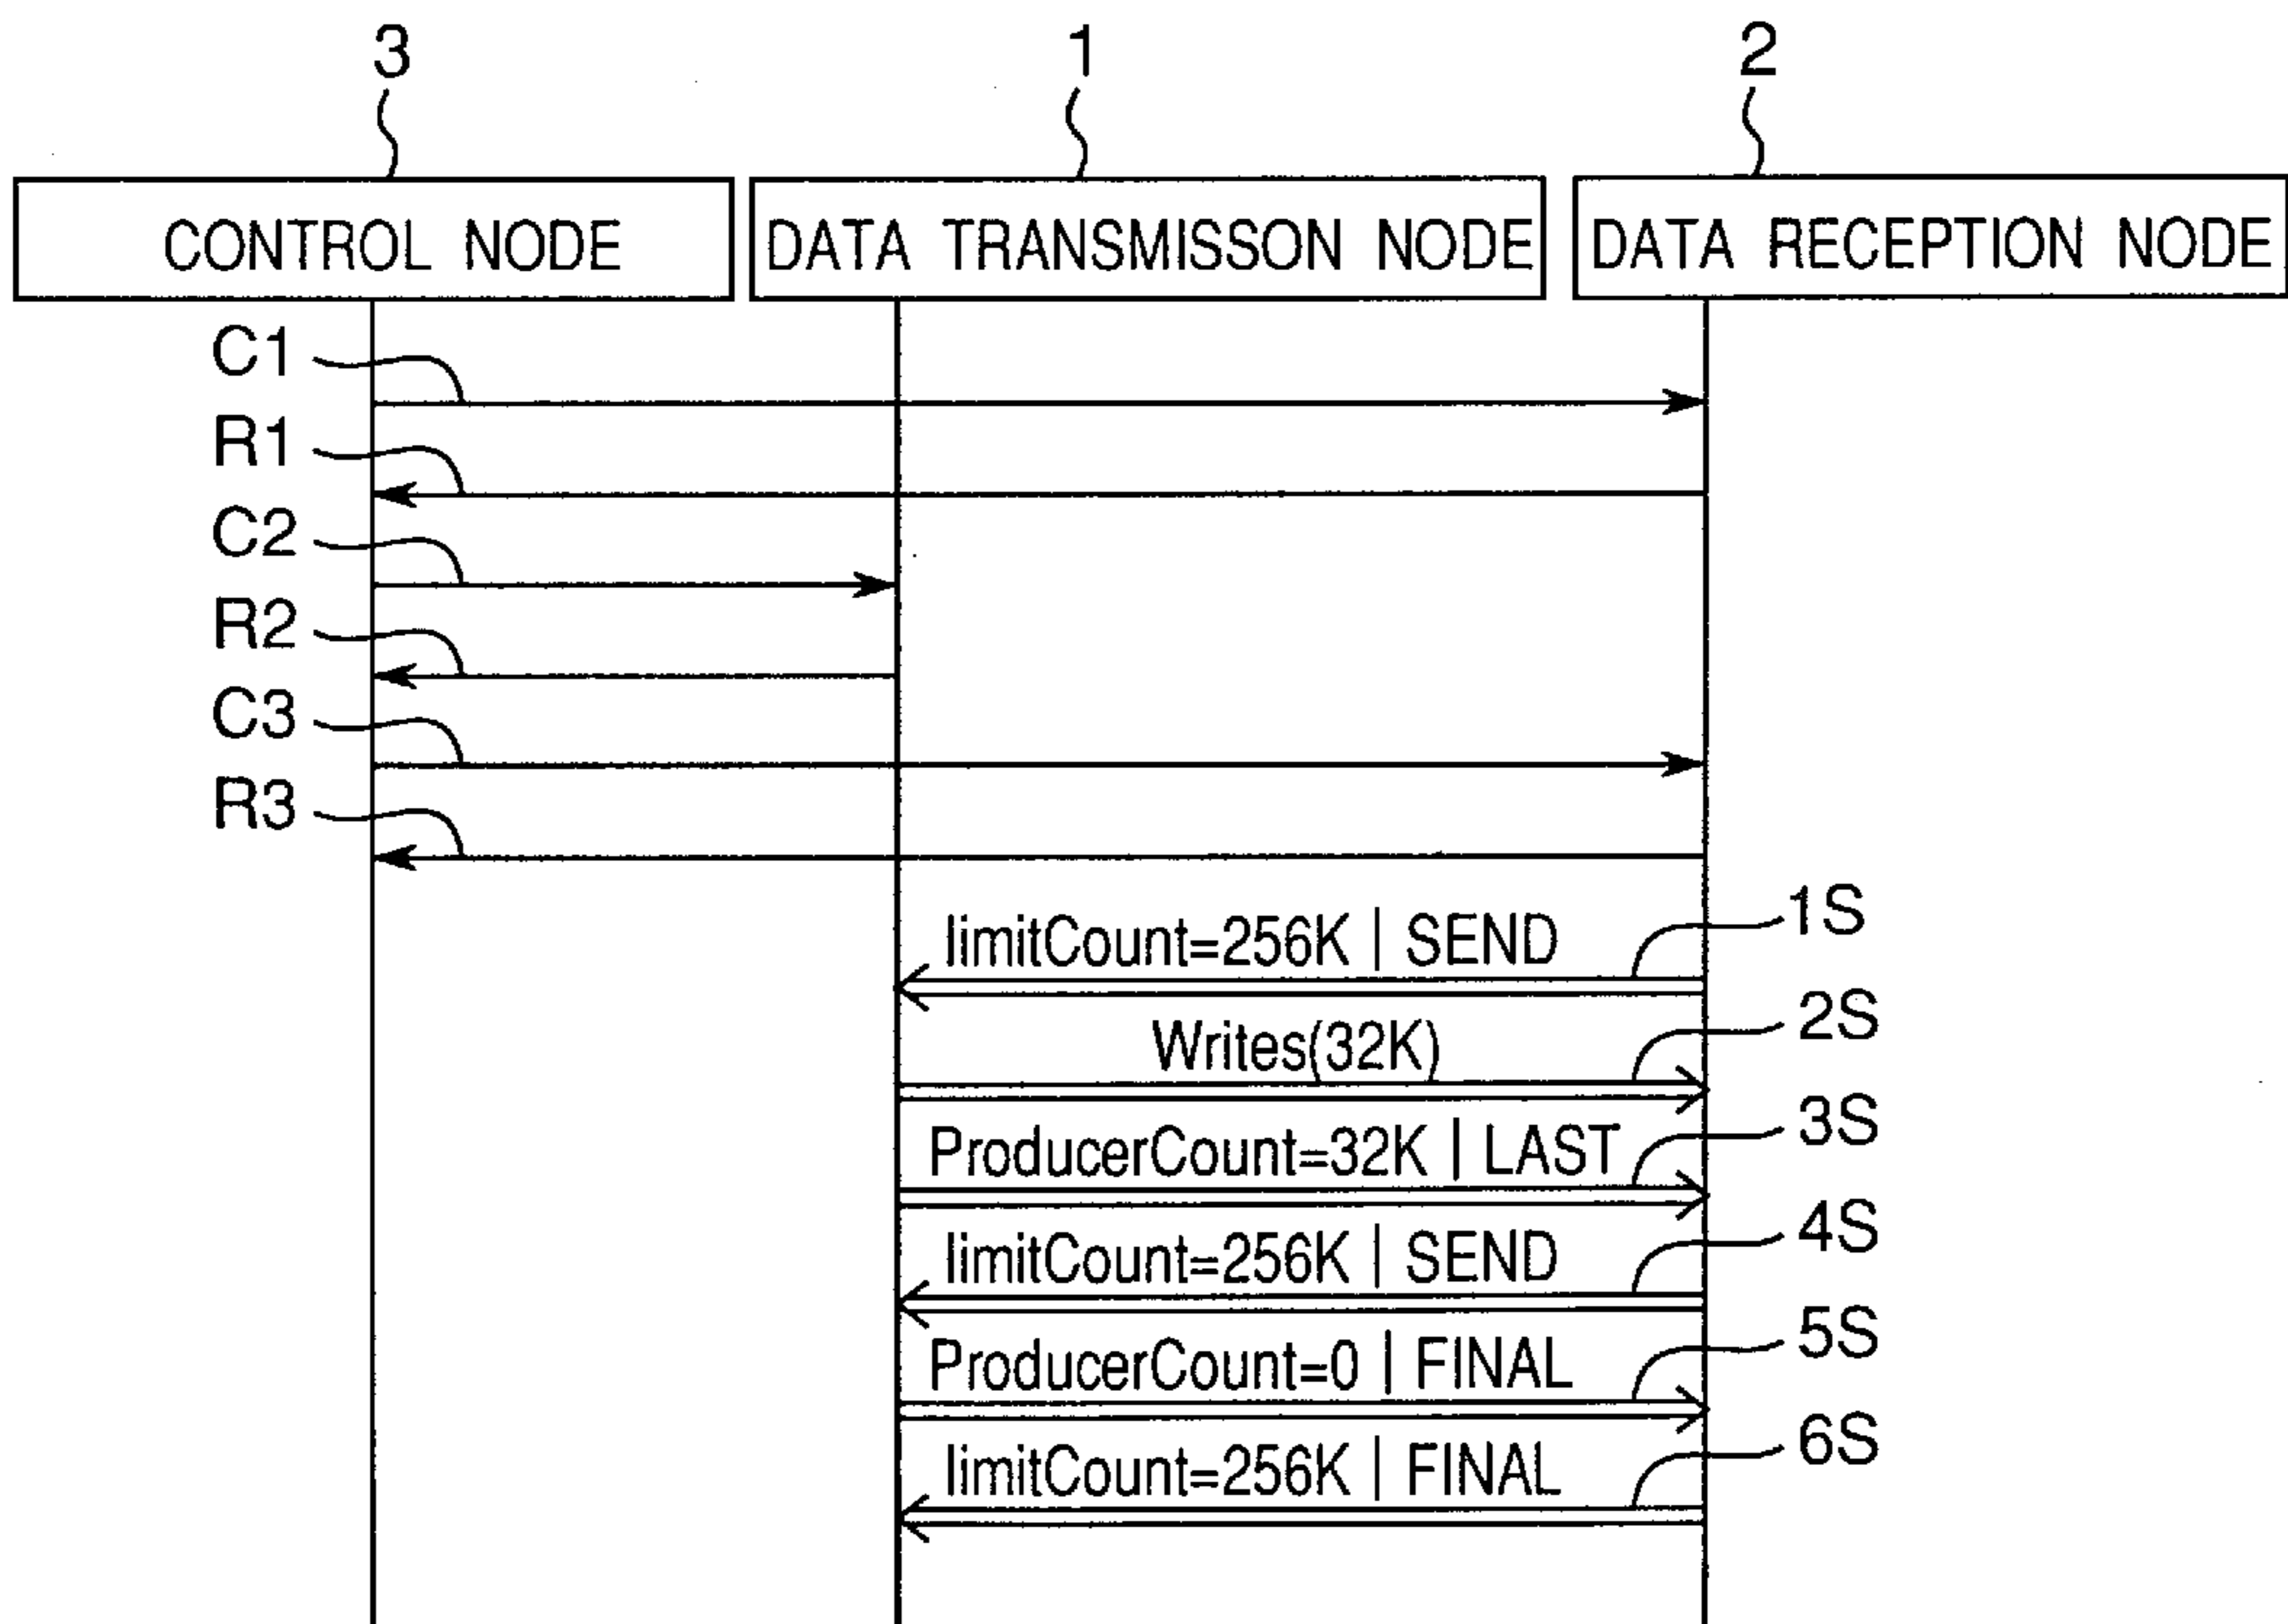 3
1
2
CONTROL NODE
DATA TRANSMISSON NODE
DATA RECEPTION NODE
C1
R1
C2
R2
C3
R3
limitCount=256K | SEND
1S
Writes(32K)
2S
ProducerCount=32K | LAST
3S
limitCount=256K | SEND
4S
ProducerCount=0 | FINAL
5S
limitCount=256K | FINAL
6S